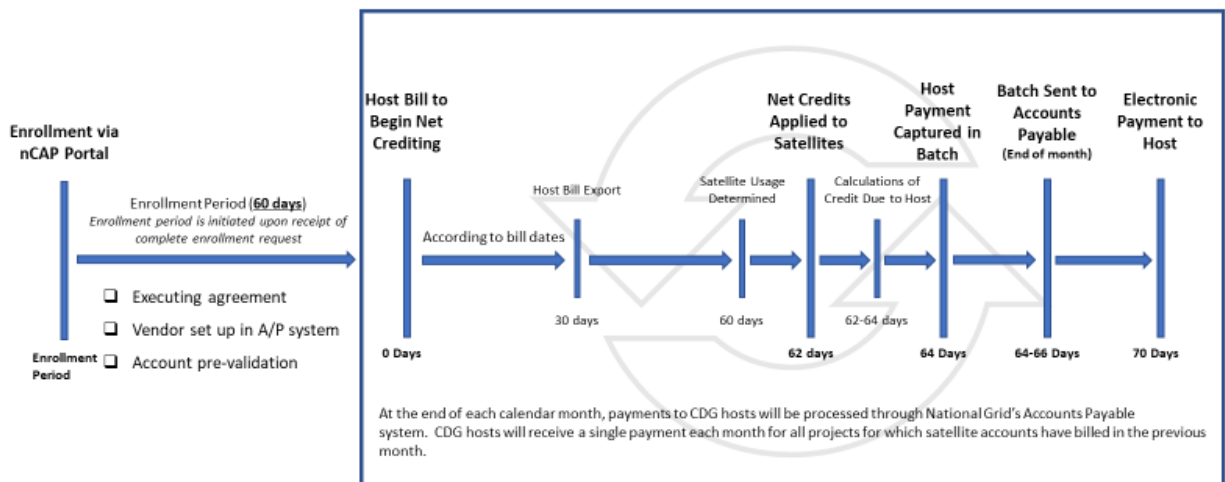 Enrollment via
nCAP Portal
Enrollment Period (60 days)
Enrollment period is initiated upon receipt of
complete enrollment request
Executing agreement
Vendor set up in A/P system
Account pre-validation
Enrollment
Period
Host Bill to
Begin Net
Crediting
According to bill dates
0 Days
Host Bill Export
30 days
Satellite Usage
Determined
60 days
Net Credits
Applied to
Satellites
62 days
Calculations of
Credit Due to Host
62-64 days
Host
Payment
Captured in
Batch
64 Days
Batch Sent to
Accounts
Payable
(End of month)
64-66 Days
Electronic
Payment to
Host
70 Days
At the end of each calendar month, payments to CDG hosts will be processed through National Grid's Accounts Payable
system. CDG hosts will receive a single payment each month for all projects for which satellite accounts have billed in the previous
month.